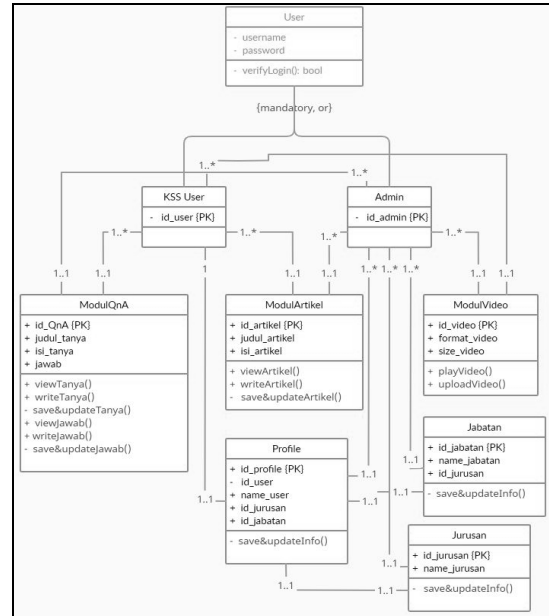 User
- username
- password
- verifyLogin(): bool
{mandatory, or}
1..*
1..*
KSS User
- id_user {PK}
Admin
- id_admin {PK}
1..*
1
1..*
1..*
1..*
1..*
1..*
1..*
1..1
1..1
1..1
1..1
1..1
1..1
ModulQnA
+ id_QnA {PK}
+ judul_tanya
+ isi_tanya
+ jawab
+ viewTanya()
+ writeTanya()
- save&updateTanya()
+ viewJawab()
+writeJawab()
- save&updateJawab()
ModulArtikel
+ id_artikel {PK}
+ judul_artikel
+ isi_artikel
+ viewArtikel()
+ writeArtikel()
- save&updateArtikel()
ModulVideo
+ id_video {PK}
+ format_video
+ size_video
+ playVideo()
+ uploadVideo()
Profile
+ id_profile {PK}
- id_user
+ name_user
+ id_jurusan
+ id_jabatan
- save&updateInfo()
1..1
1..1
1..1
1..1
1..1
1..1
Jabatan
+ id_jabatan {PK}
+ name_jabatan
+ id_jurusan
- save&updateInfo()
1..1
Jurusan
+ id_jurusan {PK}
+ name_jurusan
- save&updateInfo()
1..1
1..1